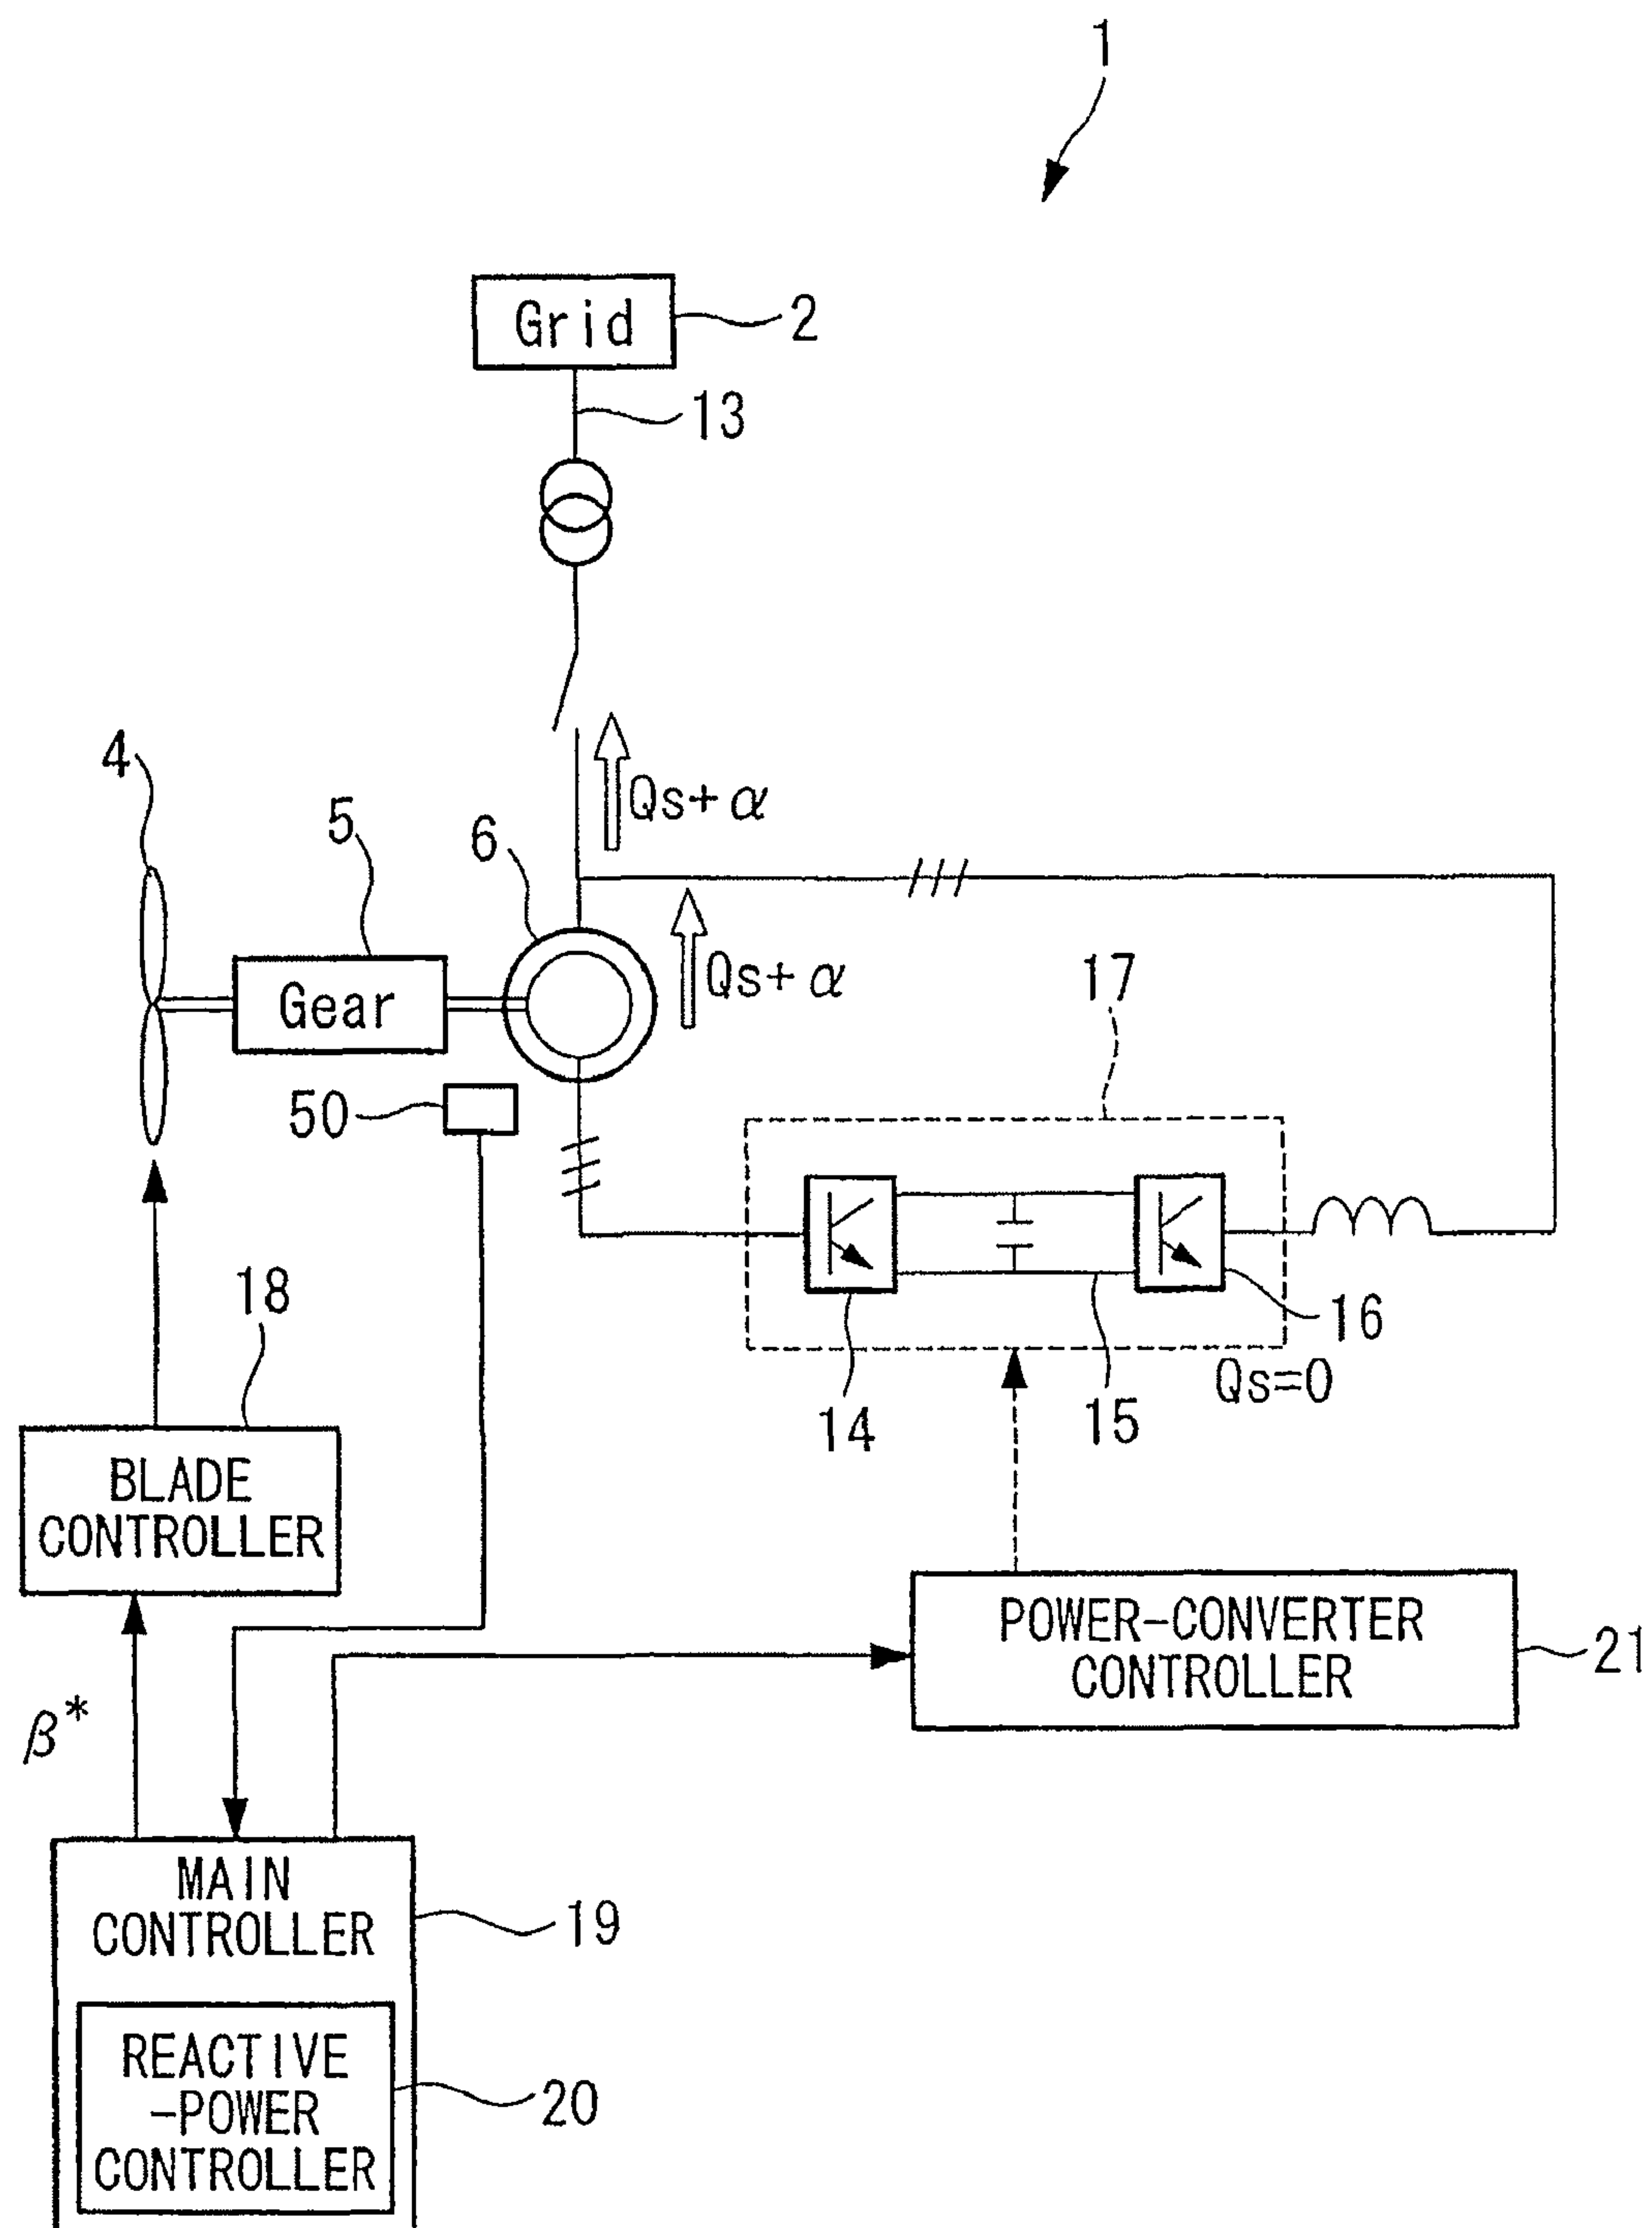 1
Grid
2
13
4
5
6
Qs+α
Gear
Qs+α
17
50
18
14
15
16
Qs=0
BLADE
CONTROLLER
POWER-CONVERTER
CONTROLLER
21
β*
MAIN
CONTROLLER
19
REACTIVE
-POWER
CONTROLLER
20